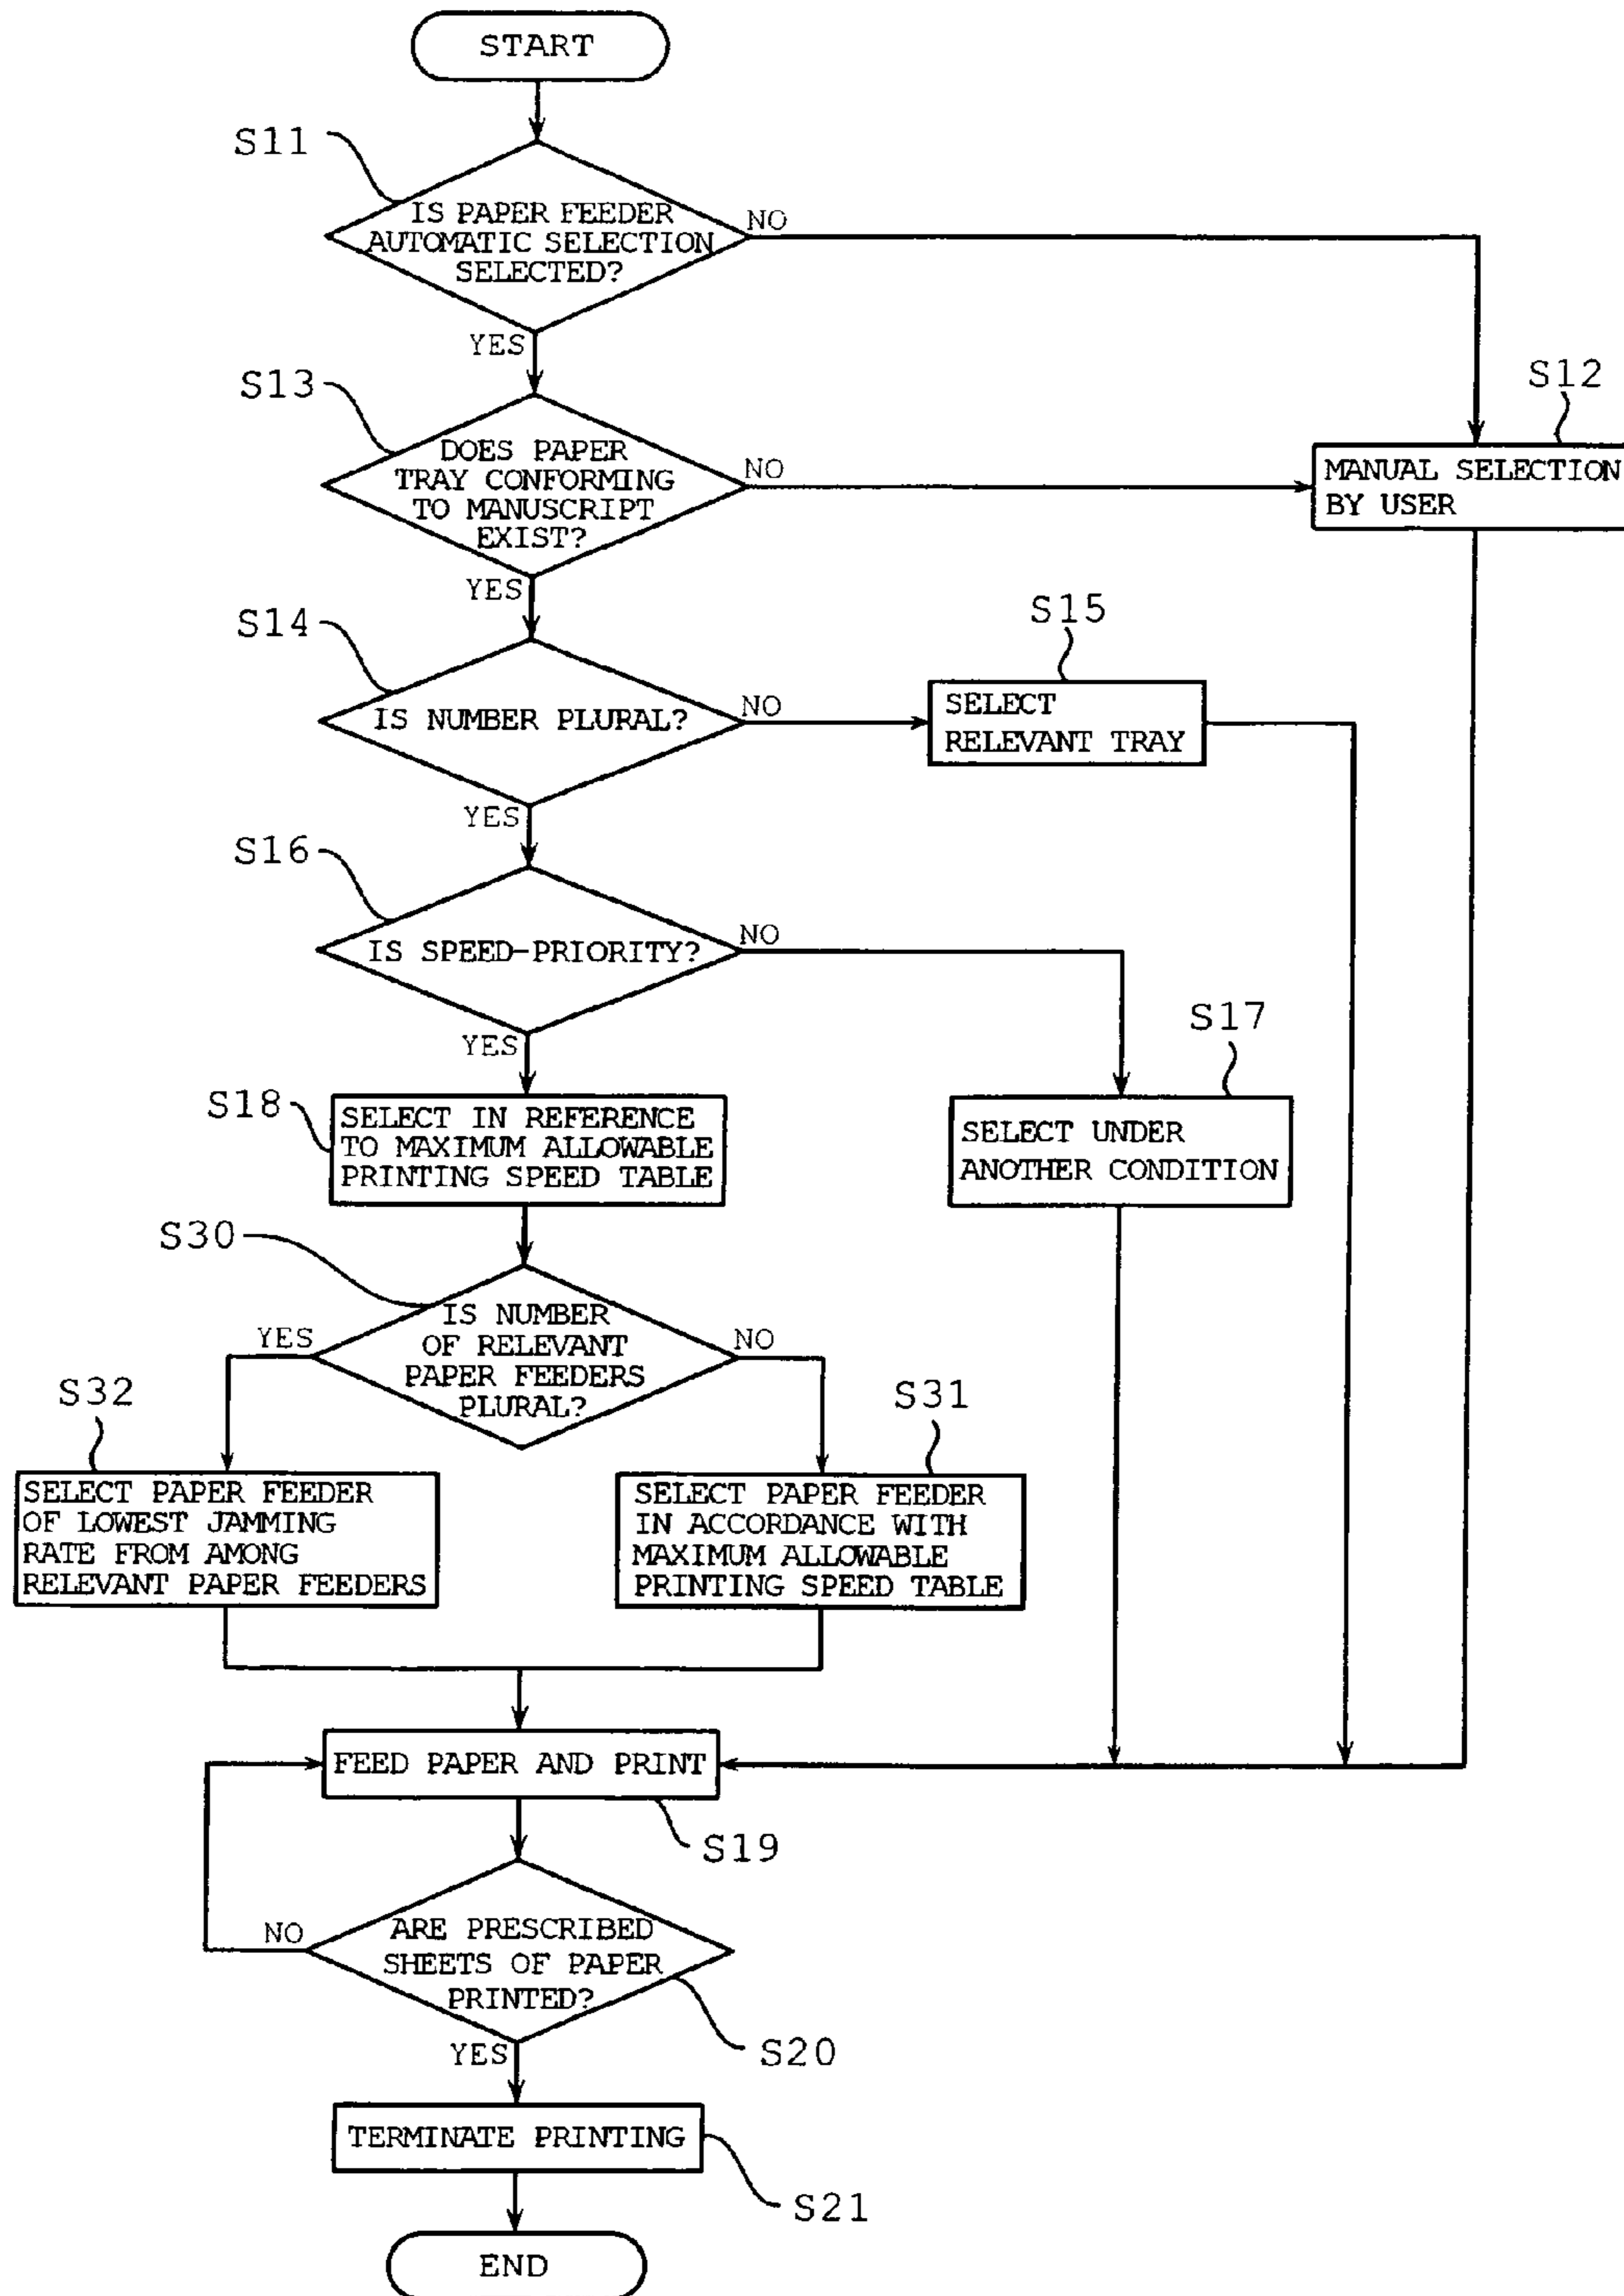 START
S11
IS PAPER FEEDER
AUTOMATIC SELECTION
SELECTED?
NO
YES
S12
MANUAL SELECTION
BY USER
S13
DOES PAPER
TRAY CONFORMING
TO MANUSCRIPT
EXIST?
NO
YES
S14
IS NUMBER PLURAL?
NO
YES
S15
SELECT
RELEVANT TRAY
S16
IS SPEED-PRIORITY?
NO
YES
S17
SELECT UNDER
ANOTHER CONDITION
S18
SELECT IN REFERENCE
TO MAXIMUM ALLOWABLE
PRINTING SPEED TABLE
S30
IS NUMBER
OF RELEVANT
PAPER FEEDERS
PLURAL?
YES
NO
S32
SELECT PAPER FEEDER
OF LOWEST JAMMING
RATE FROM AMONG
RELEVANT PAPER FEEDERS
S31
SELECT PAPER FEEDER
IN ACCORDANCE WITH
MAXIMUM ALLOWABLE
PRINTING SPEED TABLE
FEED PAPER AND PRINT
S19
NO
ARE PRESCRIBED
SHEETS OF PAPER
PRINTED?
YES
S20
TERMINATE PRINTING
S21
END